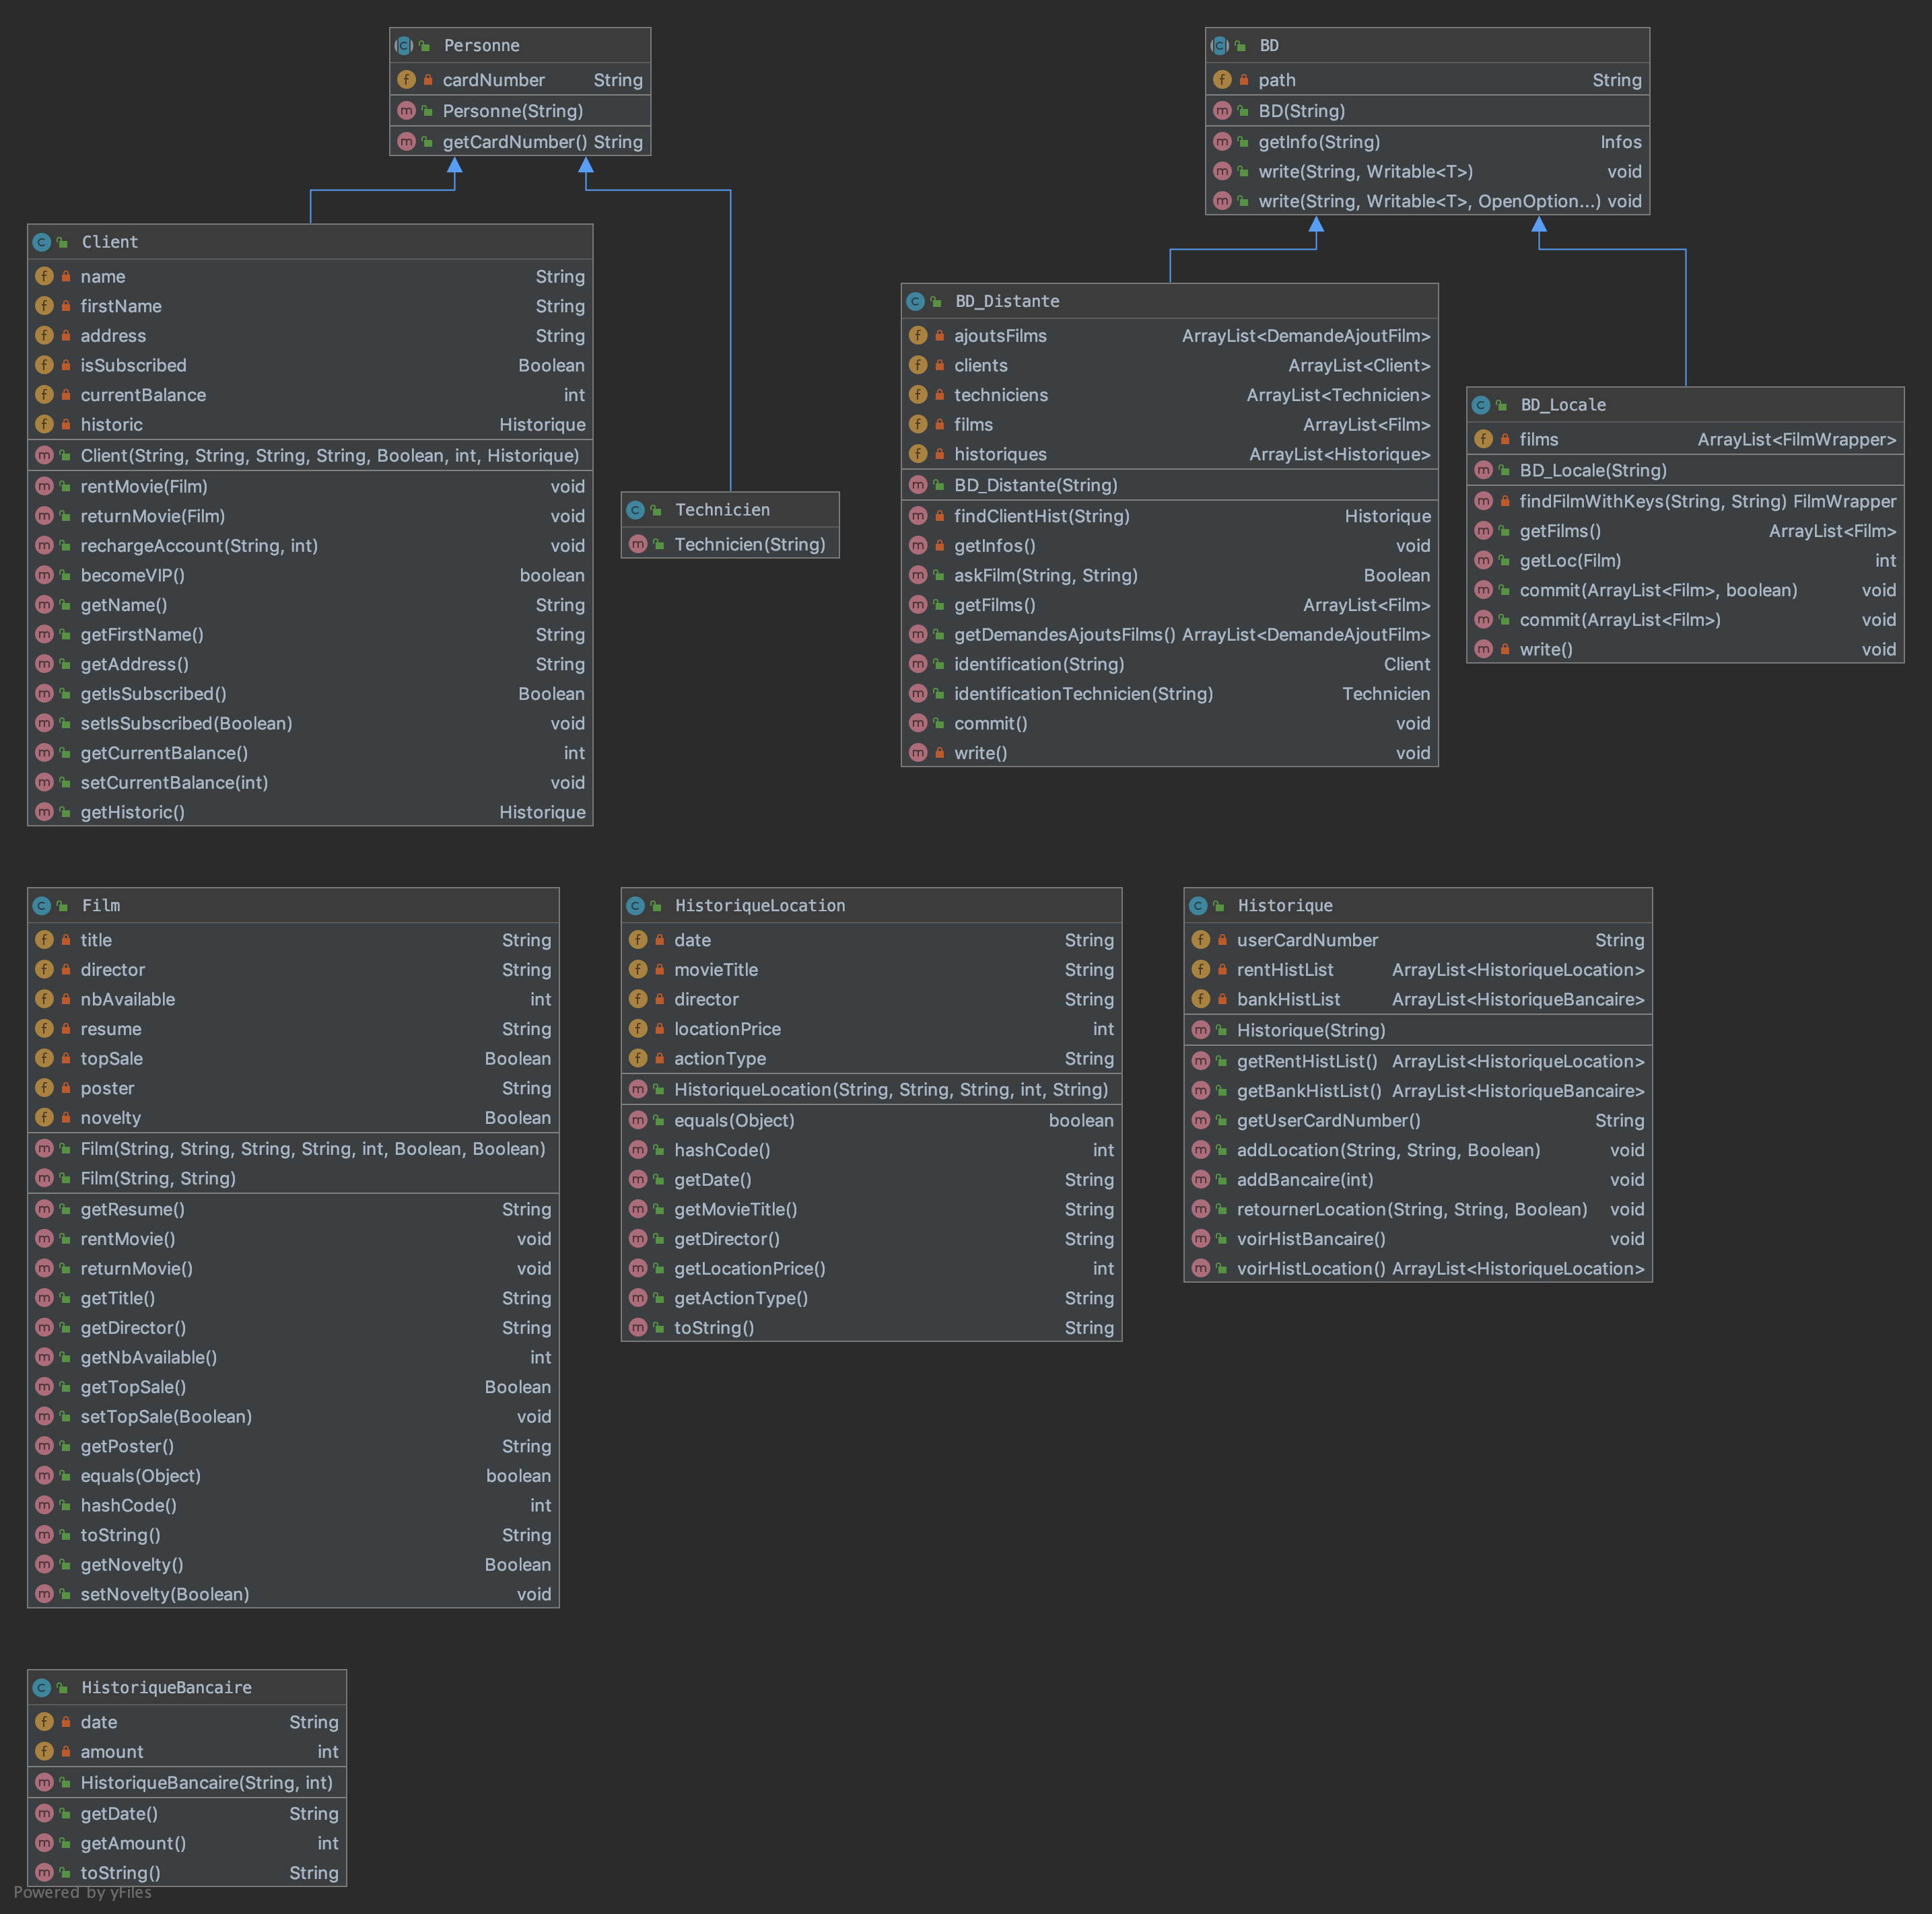 Personne
cardNumber String
Personne(String)
getCardNumber() String
BD
path String
BD(String)
getInfo(String) Infos
write(String, Writable<T>) void
write(String, Writable<T>, OpenOption...) void
Client
name String
firstName String
address String
isSubscribed Boolean
currentBalance int
historic Historique
Client(String, String, String, String, Boolean, int, Historique)
rentMovie(Film) void
returnMovie(Film) void
rechargeAccount(String, int) void
becomeVIP() boolean
getName() String
getFirstName() String
getAddress() String
getIsSubscribed() Boolean
setIsSubscribed(Boolean) void
getCurrentBalance() int
setCurrentBalance(int) void
getHistoric() Historique
Technicien
Technicien(String)
BD_Distante
ajoutsFilms ArrayList<DemandeAjoutFilm>
clients ArrayList<Client>
techniciens ArrayList<Technicien>
films ArrayList<Film>
historiques ArrayList<Historique>
BD_Distante(String)
findClientHist(String) Historique
getInfos() void
askFilm(String, String) Boolean
getFilms() ArrayList<Film>
getDemandesAjoutsFilms() ArrayList<DemandeAjoutFilm>
identification(String) Client
identificationTechnicien(String) Technicien
commit() void
write() void
BD_Locale
films ArrayList<FilmWrapper>
BD_Locale(String)
findFilmWithKeys(String, String) FilmWrapper
getFilms() ArrayList<Film>
getLoc(Film) int
commit(ArrayList<Film>, boolean) void
commit(ArrayList<Film>) void
write() void
Film
title String
director String
nbAvailable int
resume String
topSale Boolean
poster String
novelty Boolean
Film(String, String, String, String, int, Boolean, Boolean)
Film(String, String)
getResume() String
rentMovie() void
returnMovie() void
getTitle() String
getDirector() String
getNbAvailable() int
getTopSale() Boolean
setTopSale(Boolean) void
getPoster() String
equals(Object) boolean
hashCode() int
toString() String
getNovelty() Boolean
setNovelty(Boolean) void
HistoriqueLocation
date String
movieTitle String
director String
locationPrice int
actionType String
HistoriqueLocation(String, String, String, int, String)
equals(Object) boolean
hashCode() int
getDate() String
getMovieTitle() String
getDirector() String
getLocationPrice() int
getActionType() String
toString() String
Historique
userCardNumber String
rentHistList ArrayList<HistoriqueLocation>
bankHistList ArrayList<HistoriqueBancaire>
Historique(String)
getRentHistList() ArrayList<HistoriqueLocation>
getBankHistList() ArrayList<HistoriqueBancaire>
getUserCardNumber() String
addLocation(String, String, Boolean) void
addBancaire(int) void
retournerLocation(String, String, Boolean) void
voirHistBancaire() void
voirHistLocation() ArrayList<HistoriqueLocation>
HistoriqueBancaire
date String
amount int
HistoriqueBancaire(String, int)
getDate() String
getAmount() int
toString() String
Powered by yFiles